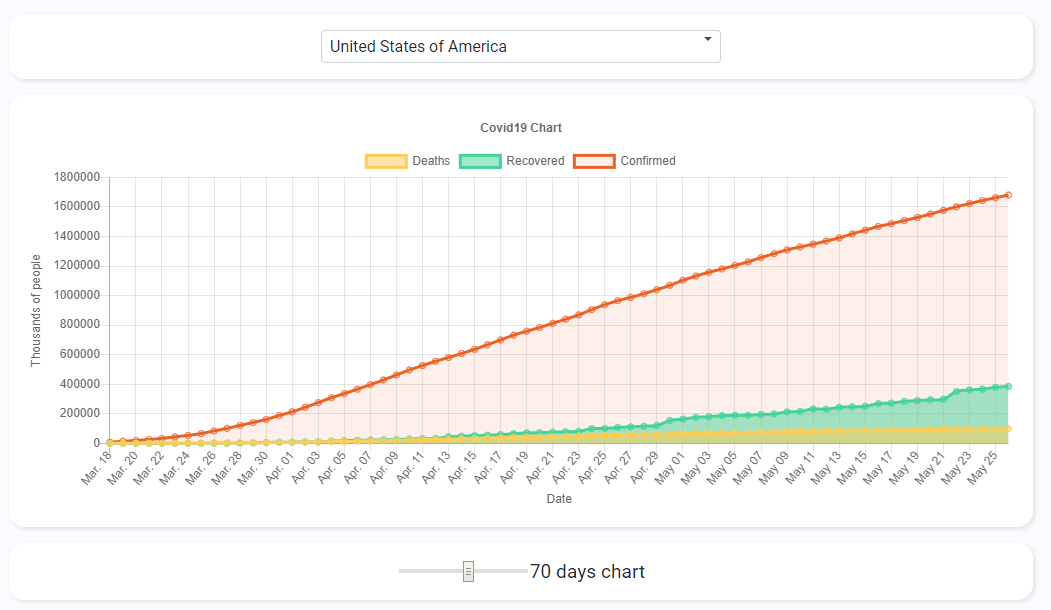 United States of America
Covid19 Chart
Deaths Recovered Confirmed
1800000
1600000
1400000
1200000
1000000
800000
600000
400000
200000
0
Thousands of people
Mar. 18 Mar. 20 Mar. 22 Mar. 24 Mar. 26 Mar. 28 Mar. 30 Apr. 01 Apr. 03 Apr. 05 Apr. 07 Apr. 09 Apr. 11 Apr. 13 Apr. 15 Apr. 17 Apr. 19 Apr. 21 Apr. 23 Apr. 25 Apr. 27 Apr. 29 May 01 May 03 May 05 May 07 May 09 May 11 May 13 May 15 May 17 May 19 May 21 May 23 May 25
Date
70 days chart